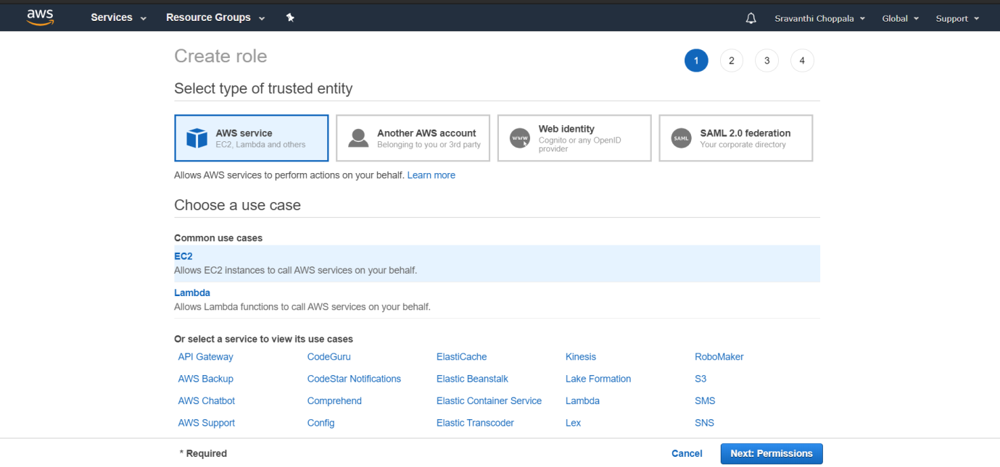 aws Services Resource Groups Sravanthi Choppala Global Support
Create role
1 2 3 4
Select type of trusted entity
AWS service
EC2, Lambda and others
Another AWS account
Belonging to you or 3rd party
www
Web identity
Cognito or any OpenID
provider
SAML
SAML 2.0 federation
Your corporate directory
Allows AWS services to perform actions on your behalf. Learn more
Choose a use case
Common use cases
EC2
Allows EC2 instances to call AWS services on your behalf.
Lambda
Allows Lambda functions to call AWS services on your behalf.
Or select a service to view its use cases
API Gateway CodeGuru ElastiCache Kinesis RoboMaker
AWS Backup CodeStar Notifications Elastic Beanstalk Lake Formation S3
AWS Chatbot Comprehend Elastic Container Service Lambda SMS
AWS Support Config Elastic Transcoder Lex SNS
* Required Cancel Next: Permissions